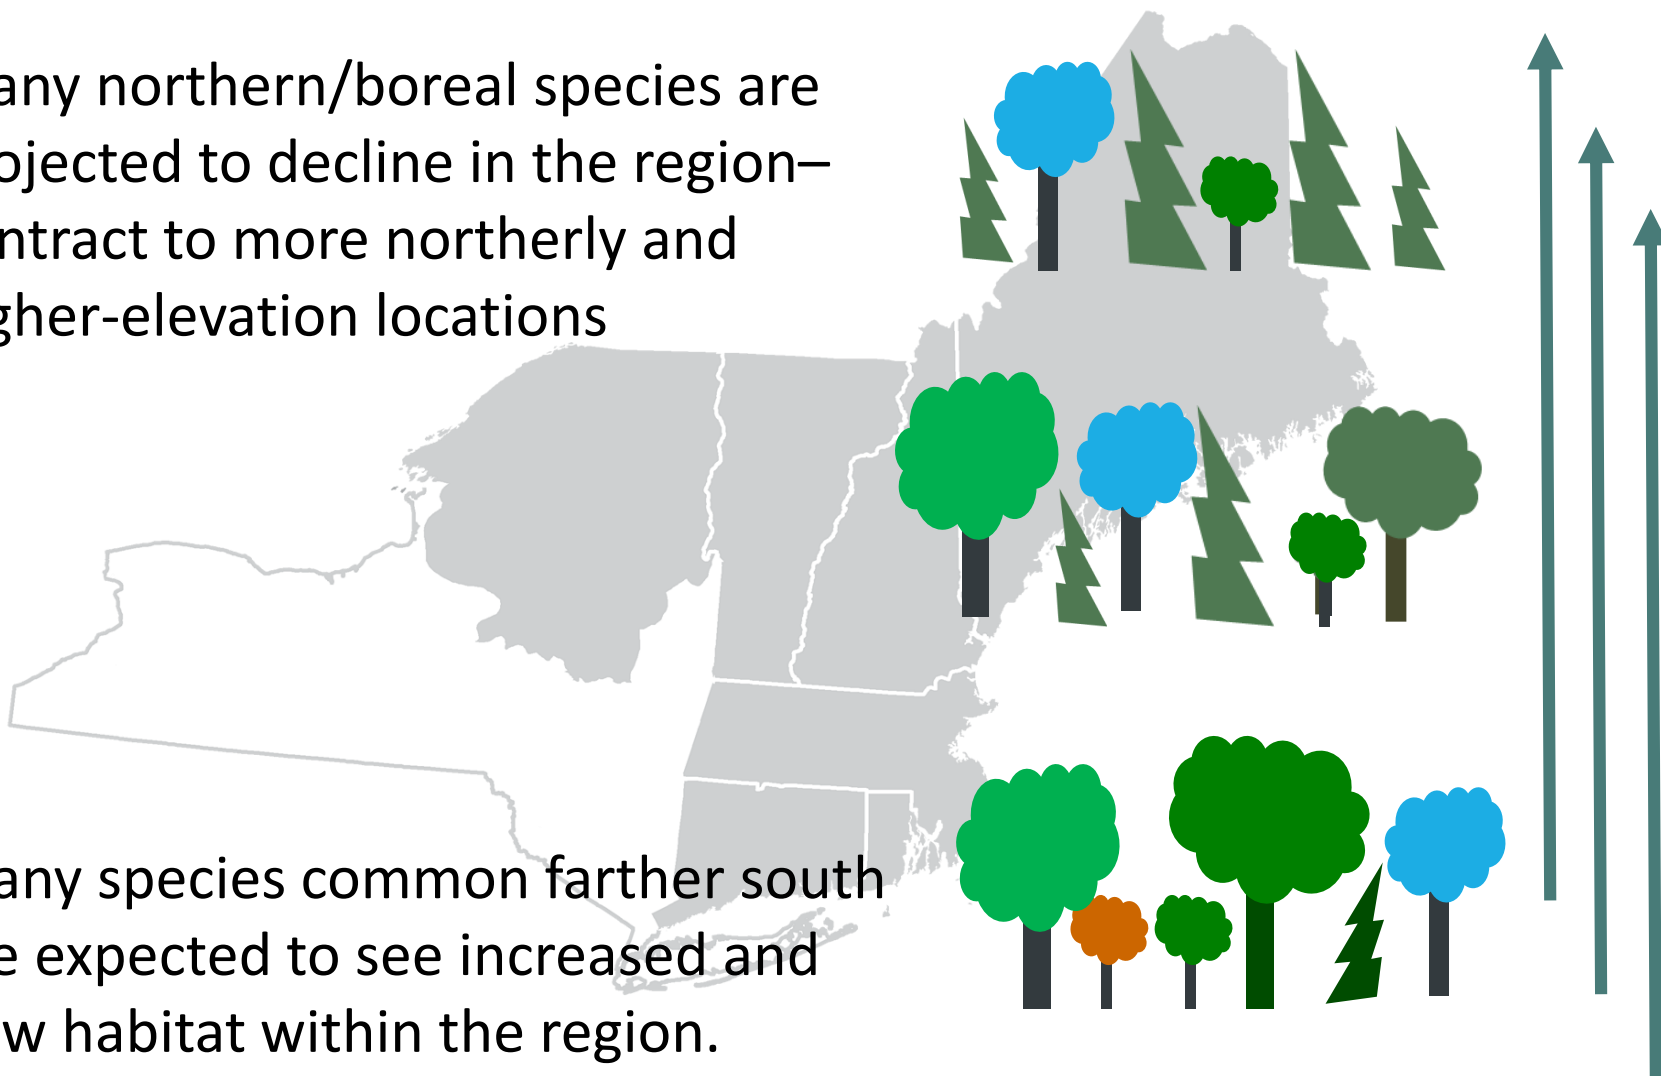 any northern/boreal species are
ojected to decline in the region–
ntract to more northerly and
gher-elevation locations
any species common farther south
e expected to see increased and
w habitat within the region.